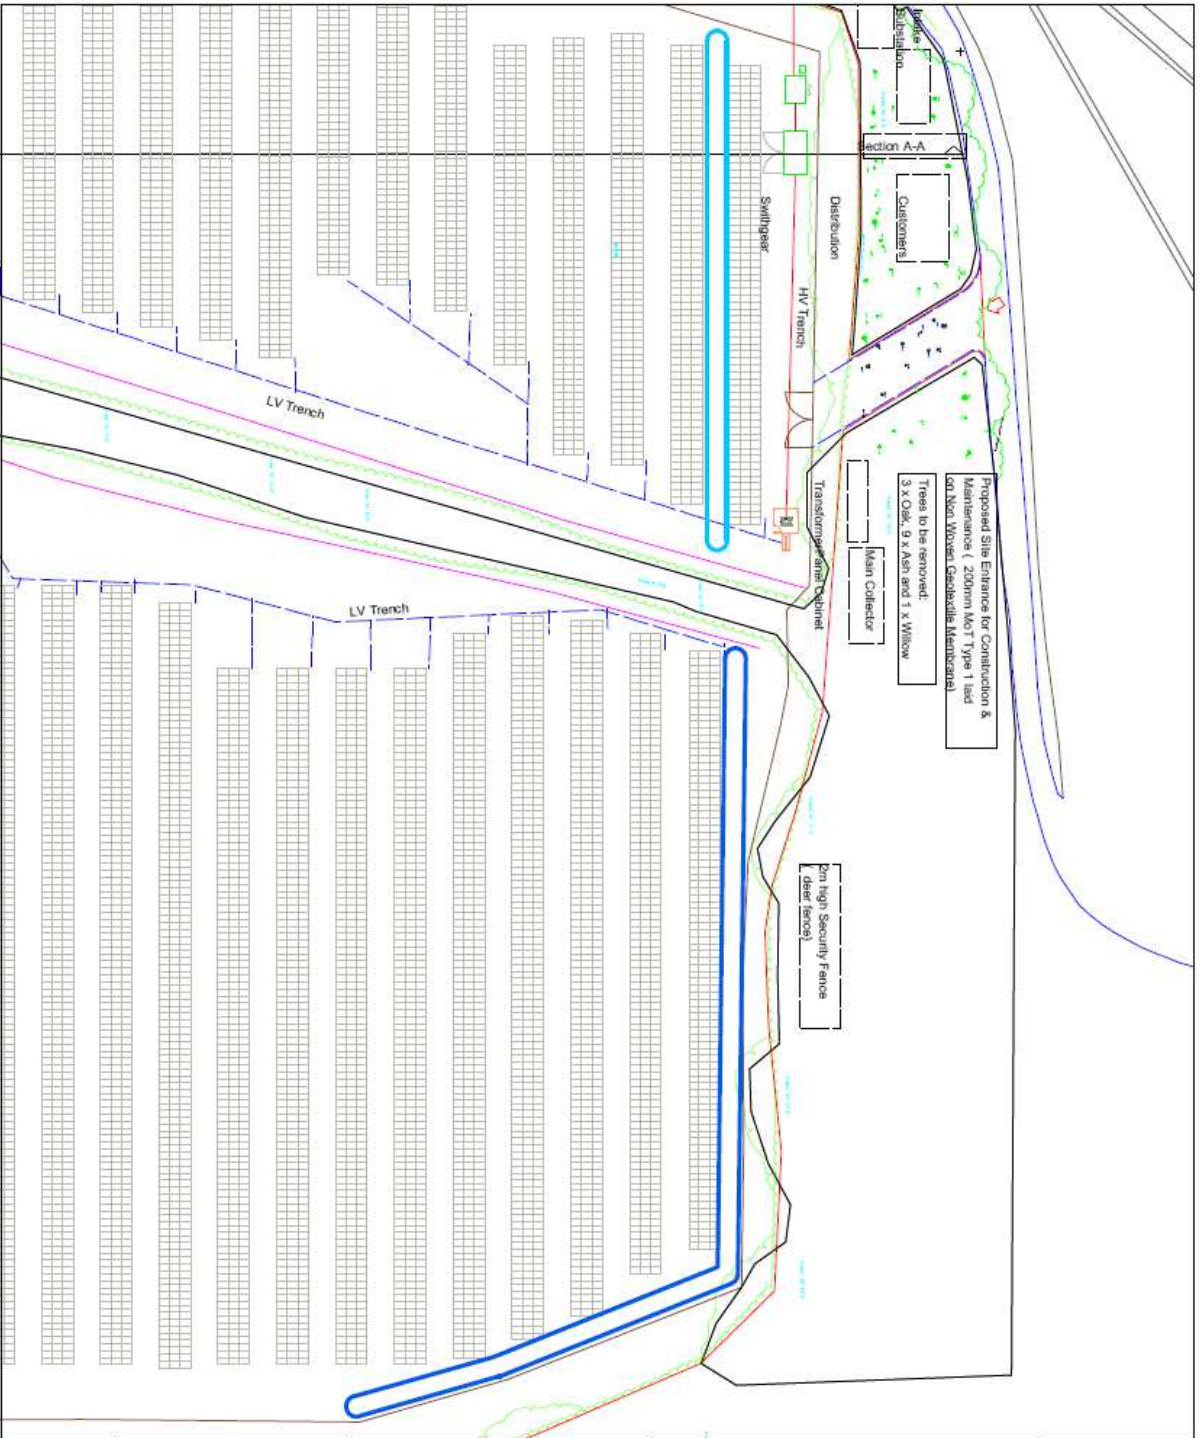 Intake
Substation
Section A-A
Customers
Distribution
Swithgear
HV Trench
LV Trench
Proposed Site Entrance for Construction &
Maintenance ( 200mm MoT Type 1 laid
on Non Woven Geotextile Membrane)
Trees to be removed:
3 x Oak, 9 x Ash and 1 x Willow
Main Collector
Transformer
Panel Cabinet
LV Trench
2m high Security Fence
( deer fence)